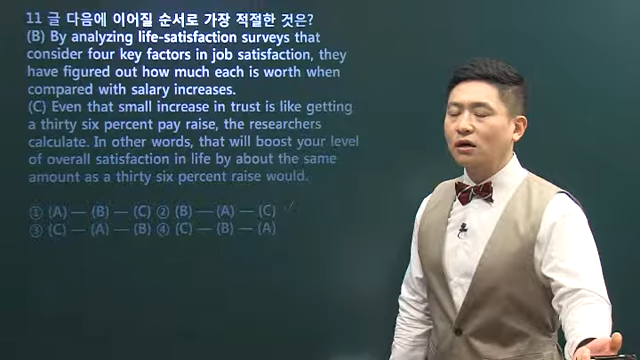 11 글 다음에 이어질 순서로 가장 적절한 것은?
(B) By analyzing life-satisfaction surveys that
consider four key factors in job satisfaction, they
have figured out how much each is worth when
compared with salary increases.
(C) Even that small increase in trust is like getting
a thirty six percent pay raise, the researchers
calculate. In other words, that will boost your level
of overall satisfaction in life by about the same
amount as a thirty six percent raise would.
① (A) — (B) — (C) ② (B) — (A) — (C)
③ (C) — (A) — (B) ④ (C) — (B) — (A)